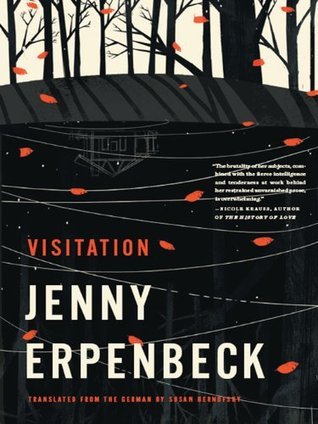 "The brutality of her subjects, com-
bined with the fierce intelligence
and tenderness at work behind
her restrained unvarnished prose,
is overwhelming."
—NICOLE KRAUSS, AUTHOR
OF THE HISTORY OF LOVE
VISITATION
JENNY
ERPENBECK
TRANSLATED FROM THE GERMAN BY SUSAN BERNOFSKY